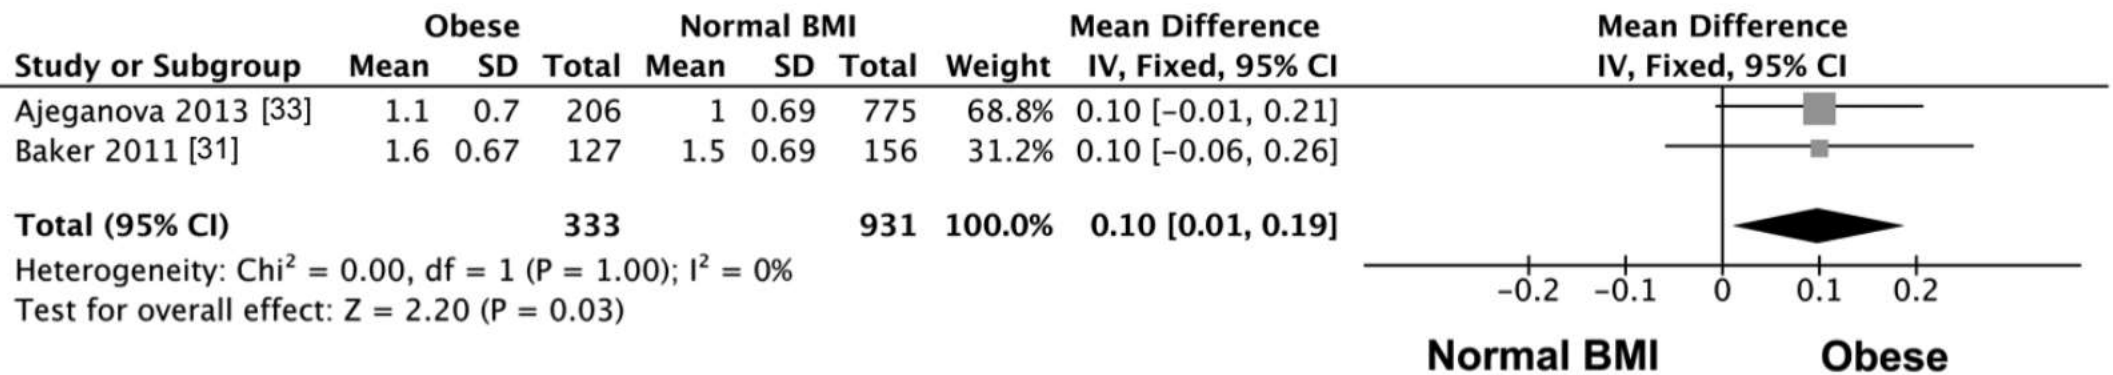 Obese Normal BMI Mean Difference Mean Difference
Study or Subgroup Mean SD Total Mean SD Total Weight IV, Fixed, 95% CI IV, Fixed, 95% CI
Ajeganova 2013 [33] 1.1 0.7 206 1 0.69 775 68.8% 0.10 [−0.01, 0.21]
Baker 2011 [31] 1.6 0.67 127 1.5 0.69 156 31.2% 0.10 [−0.06, 0.26]
Total (95% CI) 333 931 100.0% 0.10 [0.01, 0.19]
Heterogeneity: Chi² = 0.00, df = 1 (P = 1.00); I² = 0%
Test for overall effect: Z = 2.20 (P = 0.03)
−0.2 −0.1 0 0.1 0.2
Normal BMI Obese